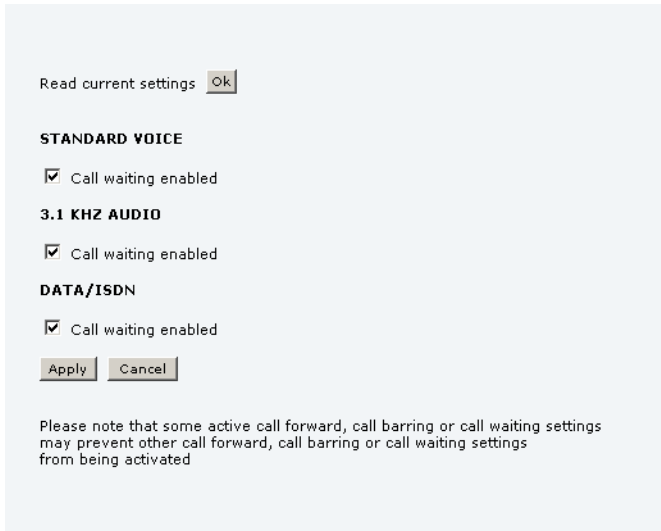 Read current settings Ok
STANDARD VOICE
Call waiting enabled
3.1 KHZ AUDIO
Call waiting enabled
DATA/ISDN
Call waiting enabled
Apply Cancel
Please note that some active call forward, call barring or call waiting settings
may prevent other call forward, call barring or call waiting settings
from being activated